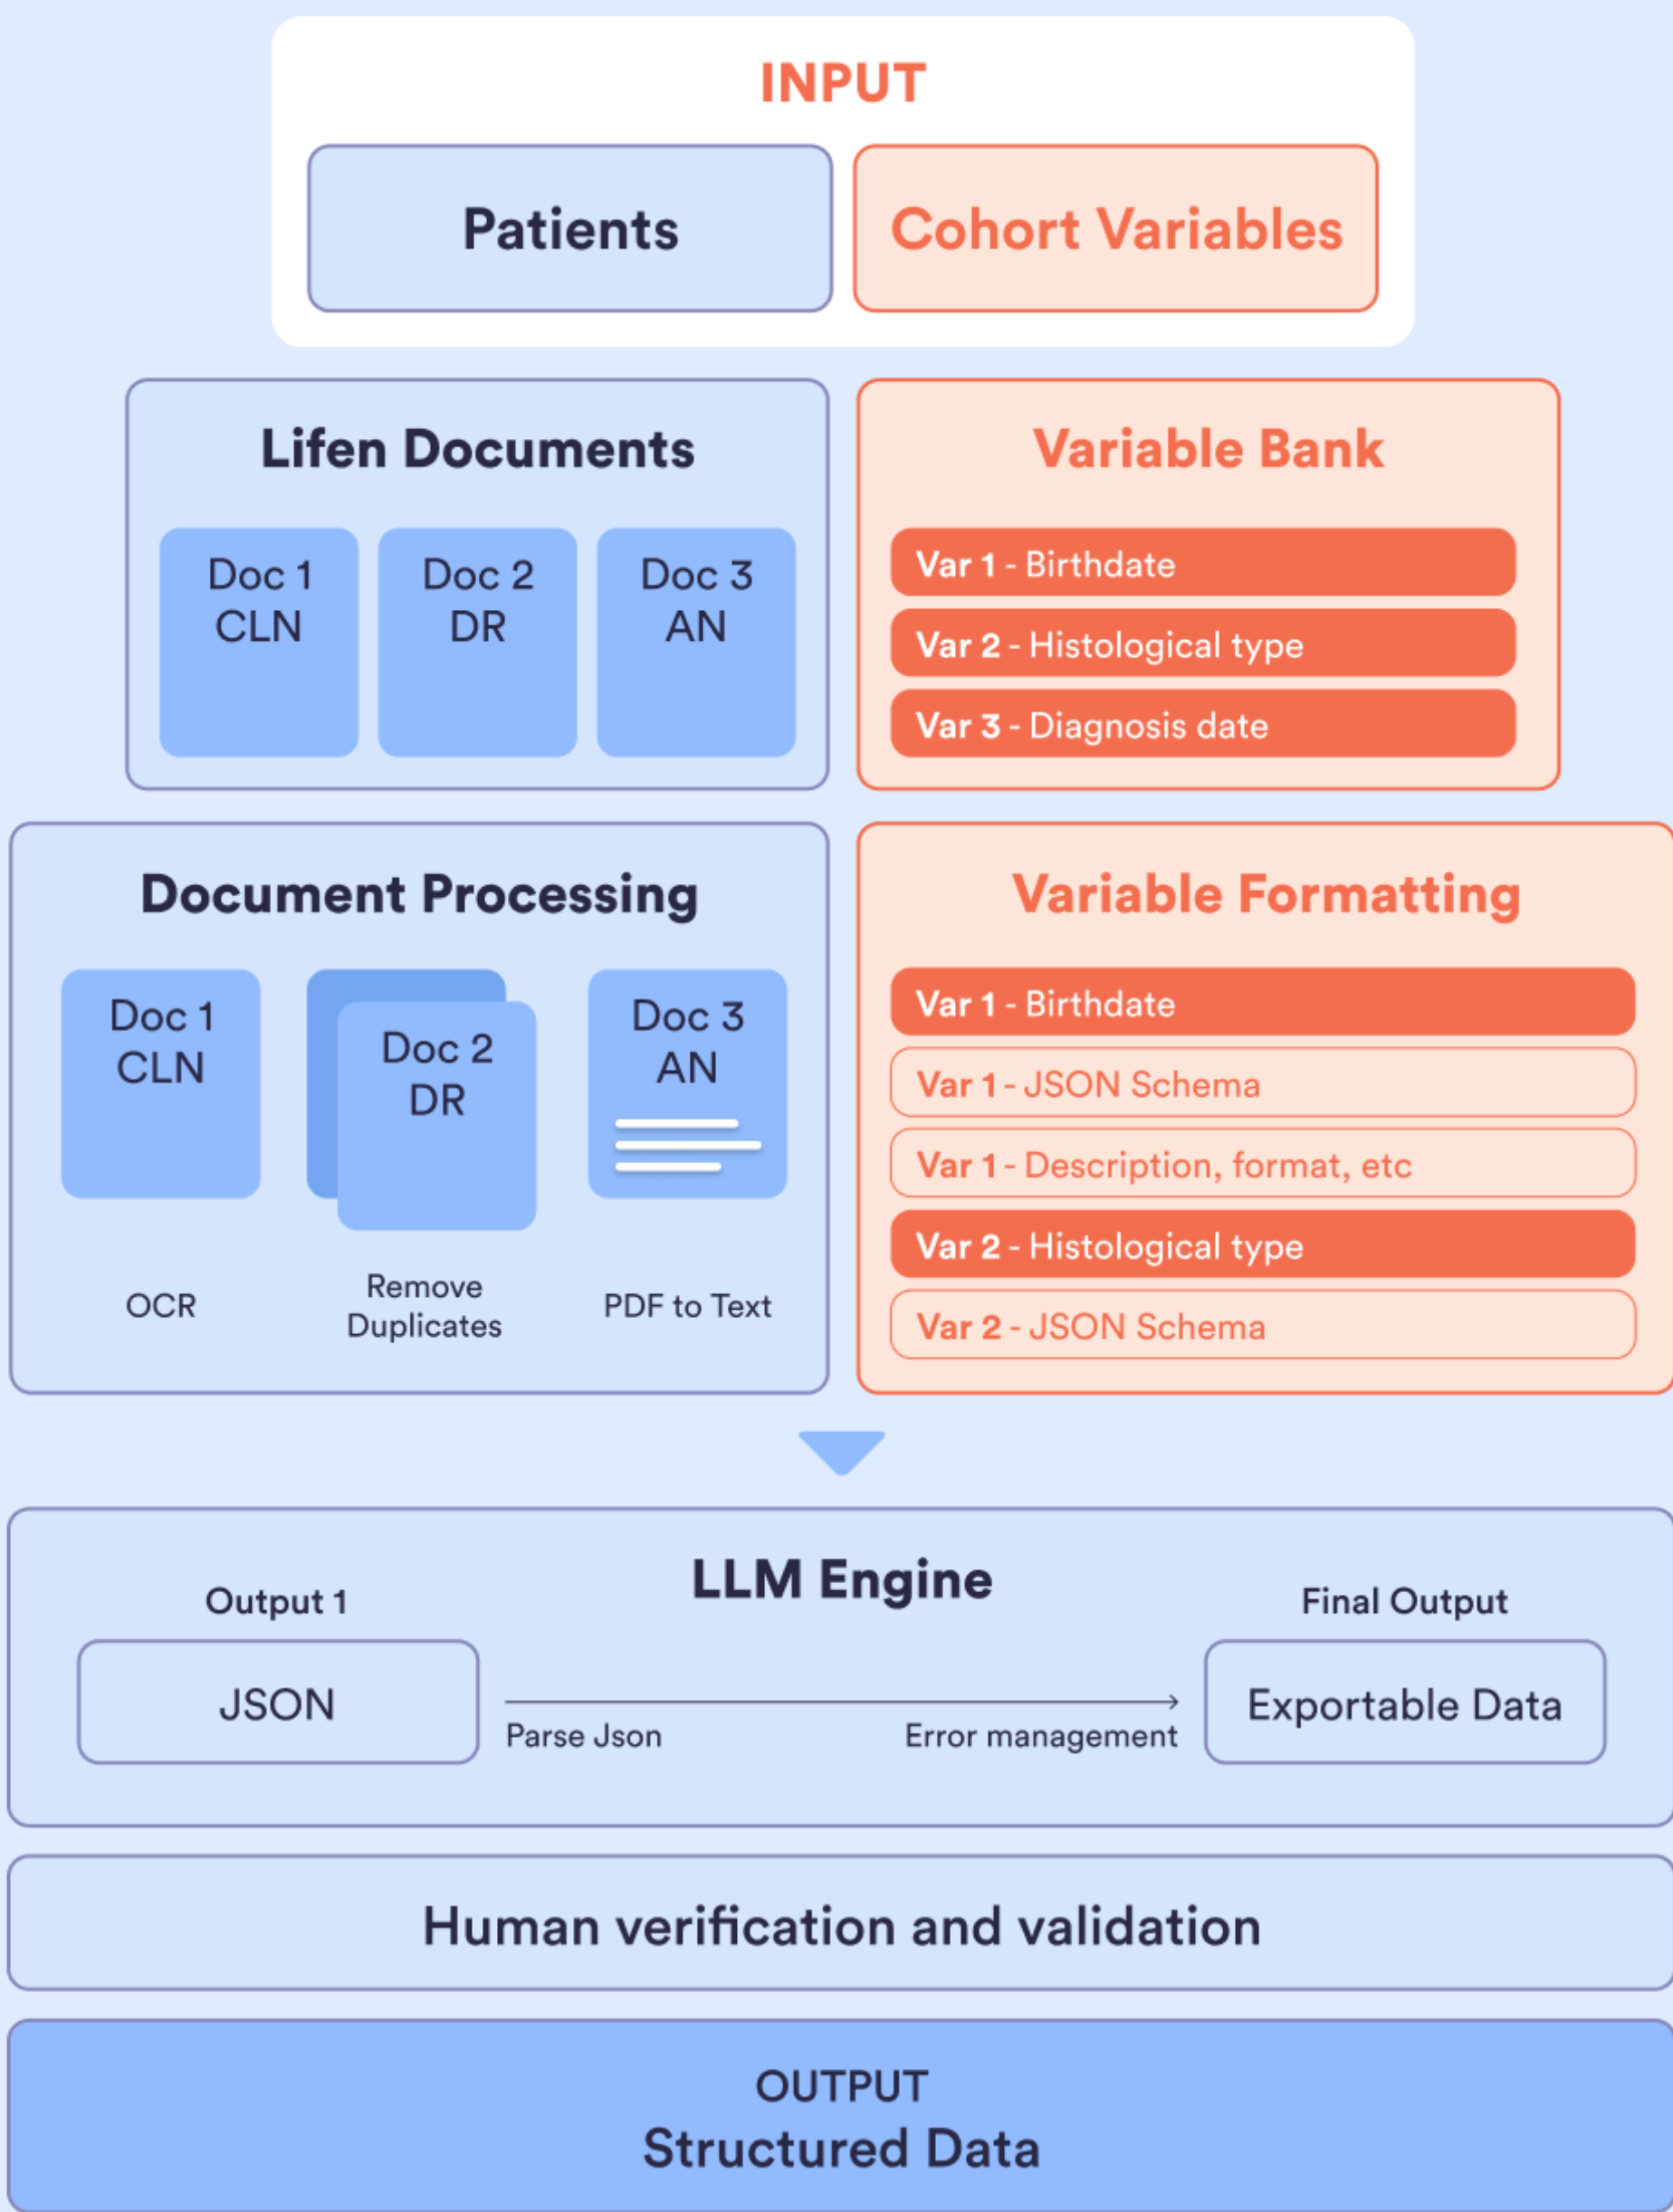 INPUT
Patients
Cohort Variables
Lifen Documents
Doc 1
CLN
Doc 2
DR
Doc 3
AN
Variable Bank
Var 1 - Birthdate
Var 2 - Histological type
Var 3 - Diagnosis date
Document Processing
Doc 1
CLN
Doc 2
DR
Doc 3
AN
OCR
Remove
Duplicates
PDF to Text
Variable Formatting
Var 1 - Birthdate
Var 1 - JSON Schema
Var 1 - Description, format, etc
Var 2 - Histological type
Var 2 - JSON Schema
LLM Engine
Output 1
JSON
Parse Json
Error management
Final Output
Exportable Data
Human verification and validation
OUTPUT
Structured Data